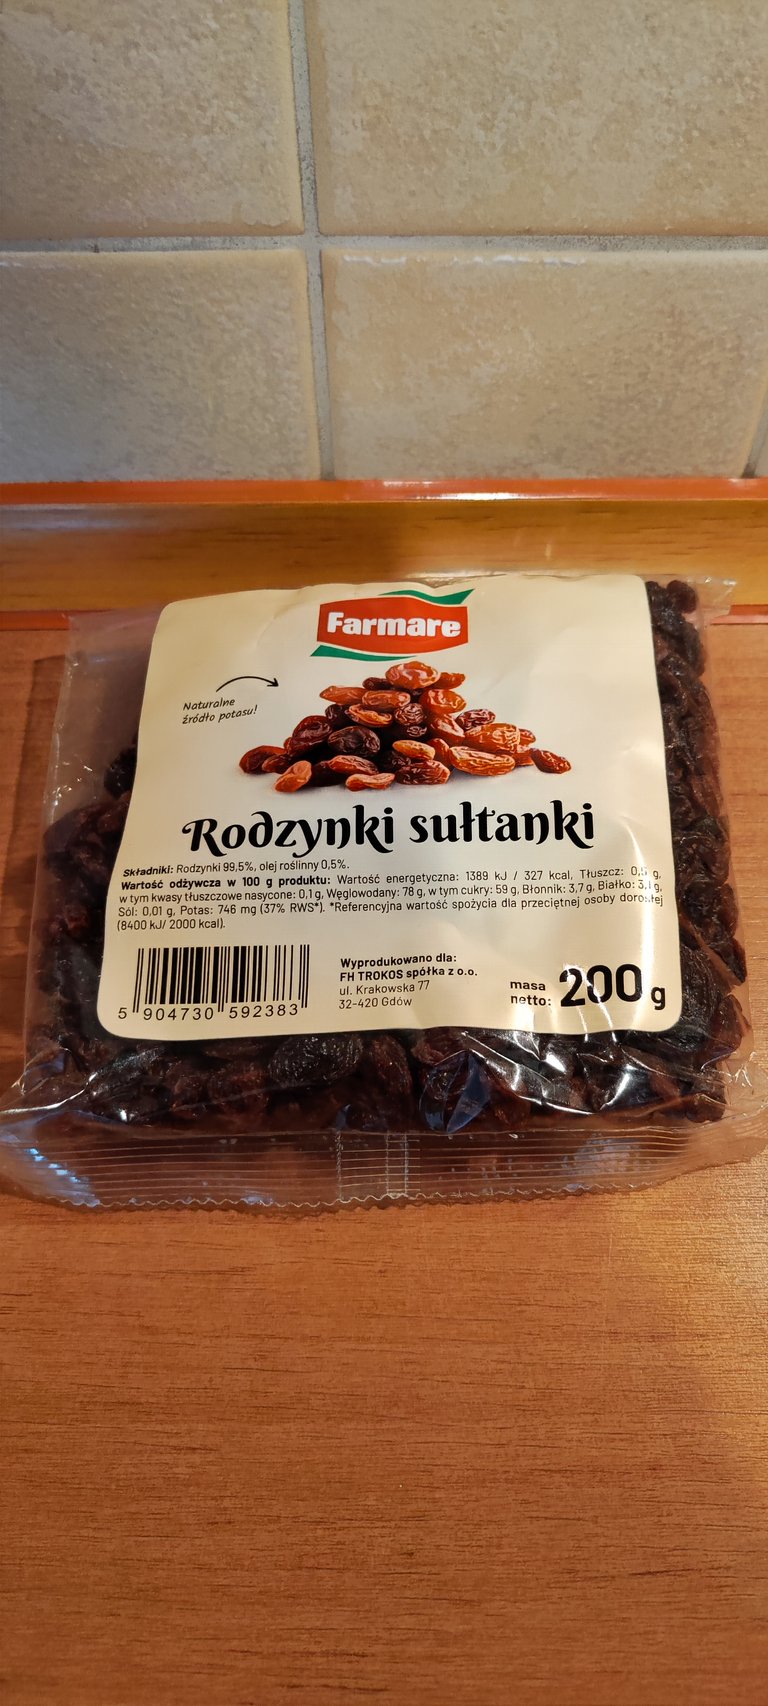 Farmare
Naturalne
źródło potasu!
Rodzynki sułtanki
Składniki: Rodzynki 99,5%, olej roślinny 0,5%.
Wartość odżywcza w 100 g produktu: Wartość energetyczna: 1389 kJ / 327 kcal, Tłuszcz: 0,5 g,
w tym kwasy tłuszczowe nasycone: 0,1 g, Węglowodany: 78 g, w tym cukry: 59 g, Błonnik: 3,7 g, Białko: g,
Sól: 0,01 g, Potas: 746 mg (37% RWS*). *Referencyjna wartość spożycia dla przeciętnej osoby dorosłej
(8400 kJ/ 2000 kcal).
Wyprodukowano dla:
FH TROKOS spółka z o.o.
ul. Krakowska 77
32-420 Gdów
masa
netto: 200 g
5 904730 592383